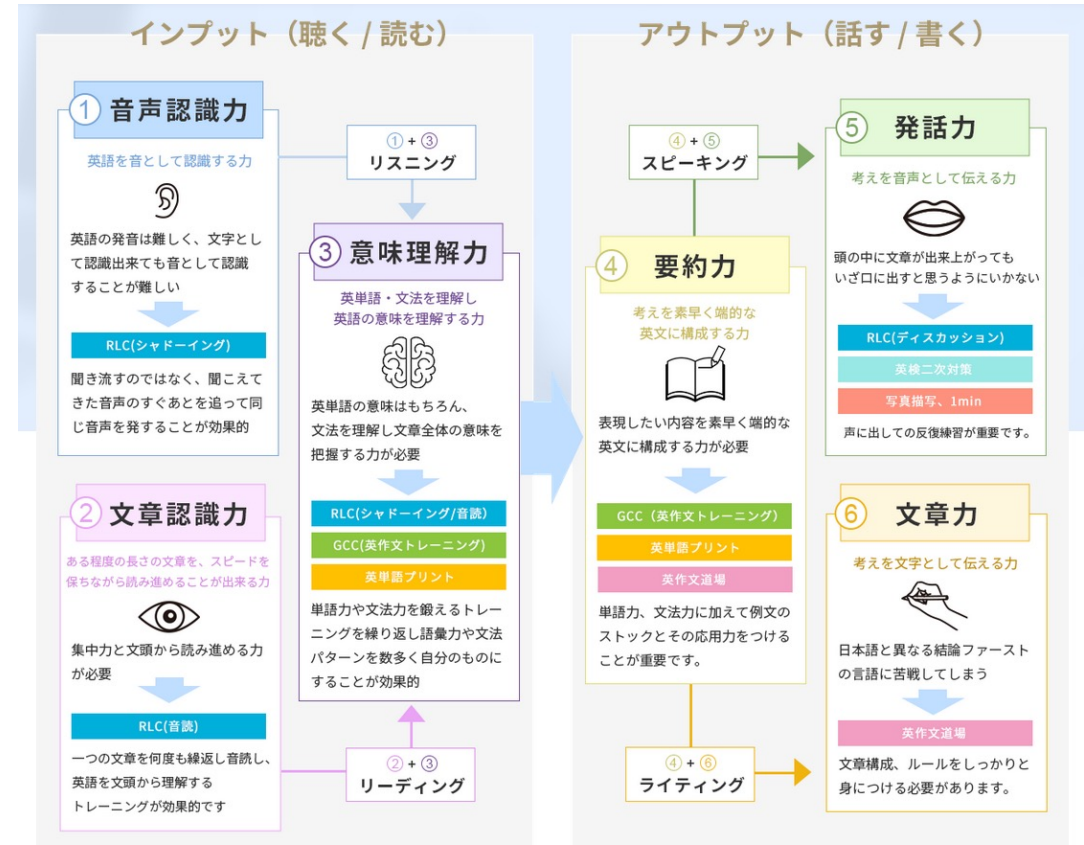 インプット（聴く / 読む）
① 音声認識力
英語を音として認識する力
英語の発音は難しく、文字とし
て認識出来ても音として認識
することが難しい
RLC(シャドーイング)
聞き流すのではなく、聞こえて
きた音声のすぐあとを追って同
じ音声を発することが効果的
② 文章認識力
ある程度の長さの文章を、スピードを
保ちながら読み進めることが出来る力
集中力と文頭から読み進める力
が必要
RLC(音読)
一つの文章を何度も繰返し音読し、
英語を文頭から理解する
トレーニングが効果的です
① + ③
リスニング
③ 意味理解力
英単語・文法を理解し
英語の意味を理解する力
英単語の意味はもちろん、
文法を理解し文章全体の意味を
把握する力が必要
RLC(シャドーイング/音読)
GCC(英作文トレーニング)
英単語プリント
単語力や文法力を鍛えるトレー
ニングを繰り返し語彙力や文法
パターンを数多く自分のものに
することが効果的
② + ③
リーディング
アウトプット（話す / 書く）
④ + ⑤
スピーキング
④ 要約力
考えを素早く端的な
英文に構成する力
表現したい内容を素早く端的な
英文に構成する力が必要
GCC（英作文トレーニング）
英単語プリント
英作文道場
単語力、文法力に加えて例文の
ストックとその応用力をつける
ことが重要です。
④ + ⑥
ライティング
⑤ 発話力
考えを音声として伝える力
頭の中に文章が出来上がっても
いざ口に出すと思うようにいかない
RLC(ディスカッション)
英検二次対策
写真描写、1min
声に出しての反復練習が重要です。
⑥ 文章力
考えを文字として伝える力
日本語と異なる結論ファースト
の言語に苦戦してしまう
英作文道場
文章構成、ルールをしっかりと
身につける必要があります。